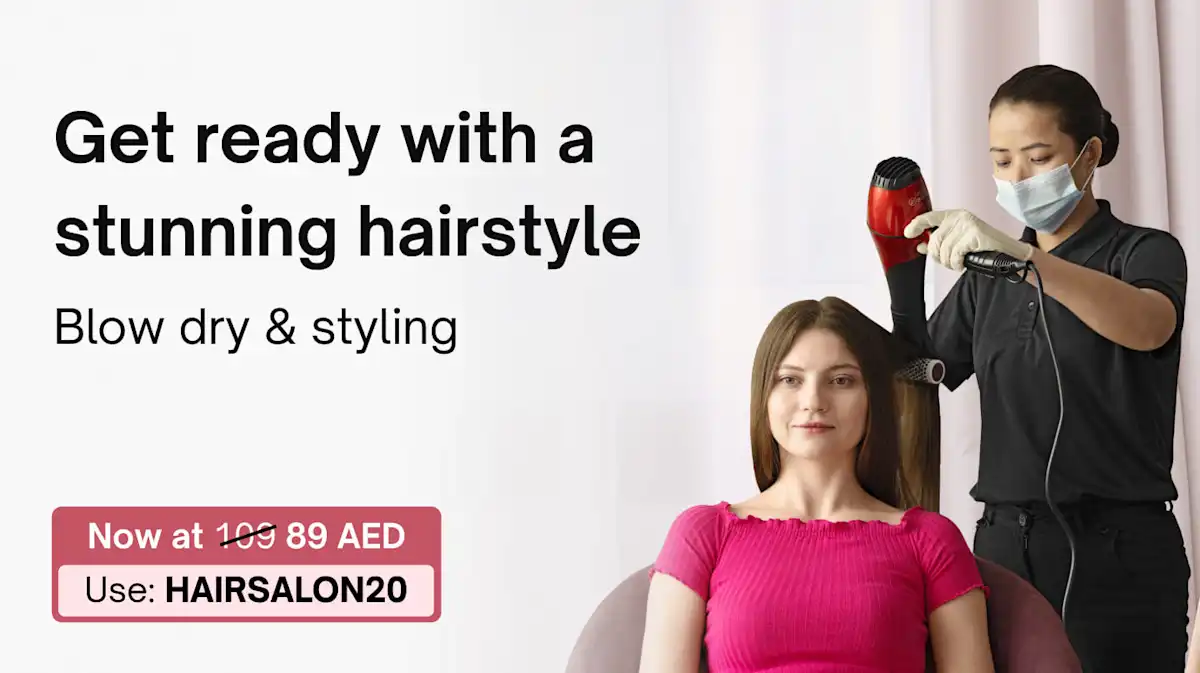 Get ready with a
stunning hairstyle
Blow dry & styling
Now at 109 89 AED
Use: HAIRSALON20